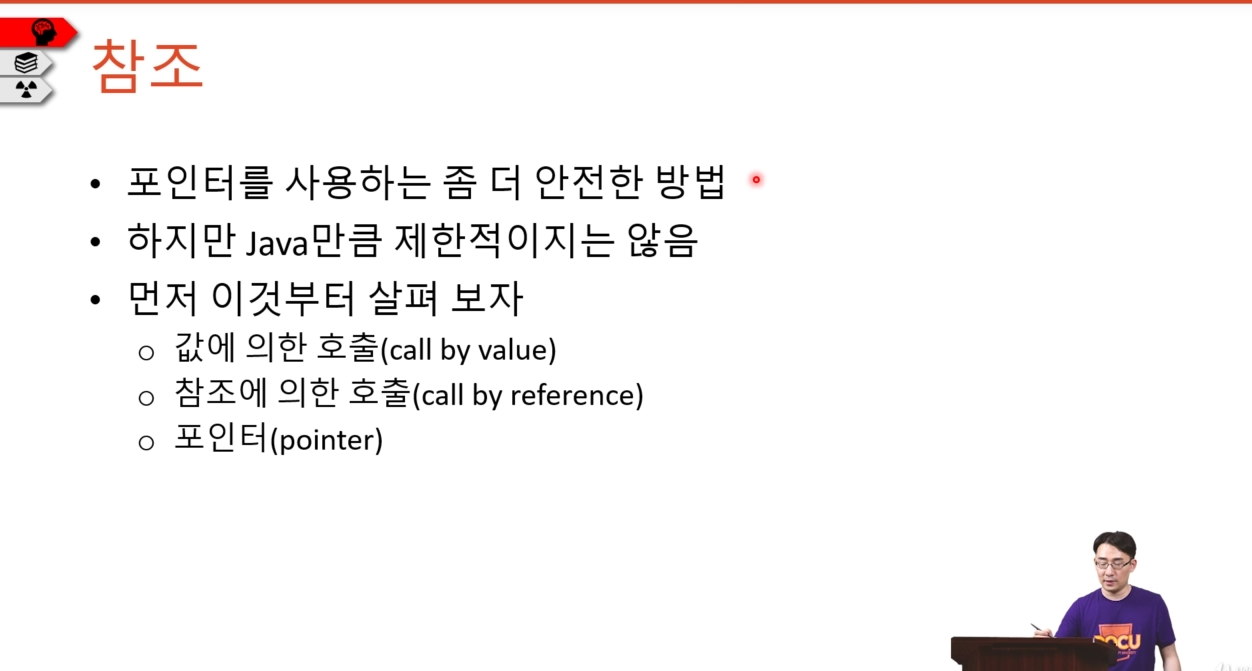 참조
• 포인터를 사용하는 좀 더 안전한 방법
• 하지만 Java만큼 제한적이지는 않음
• 먼저 이것부터 살펴 보자
o 값에 의한 호출(call by value)
o 참조에 의한 호출(call by reference)
o 포인터(pointer)
OCU